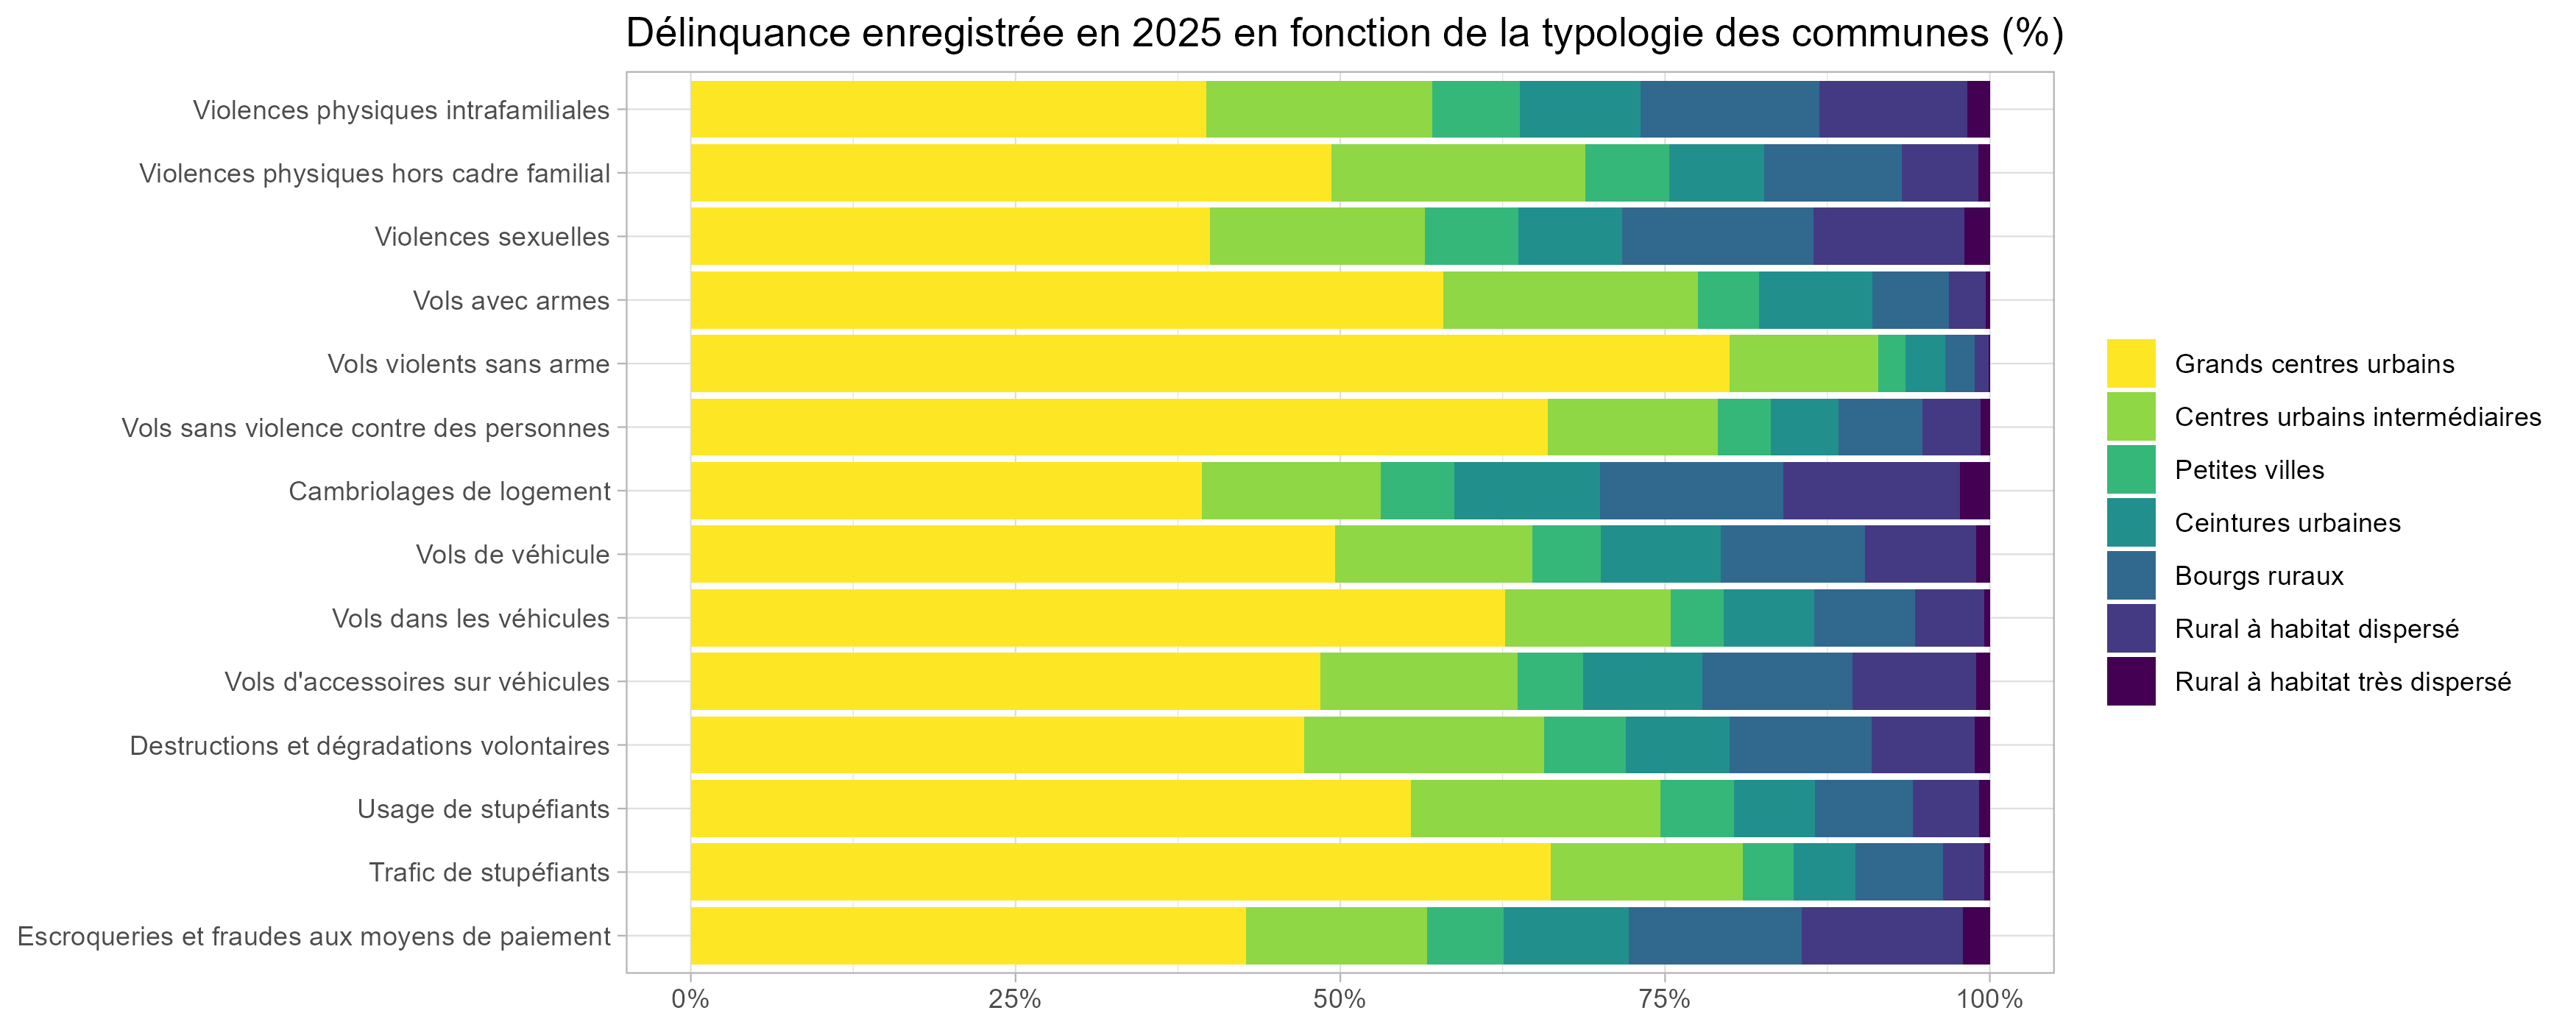 Délinquance enregistrée en 2025 en fonction de la typologie des communes (%)
Violences physiques intrafamiliales
Violences physiques hors cadre familial
Violences sexuelles
Vols avec armes
Vols violents sans arme
Vols sans violence contre des personnes
Cambriolages de logement
Vols de véhicule
Vols dans les véhicules
Vols d'accessoires sur véhicules
Destructions et dégradations volontaires
Usage de stupéfiants
Trafic de stupéfiants
Escroqueries et fraudes aux moyens de paiement
0% 25% 50% 75% 100%
Grands centres urbains
Centres urbains intermédiaires
Petites villes
Ceintures urbaines
Bourgs ruraux
Rural à habitat dispersé
Rural à habitat très dispersé